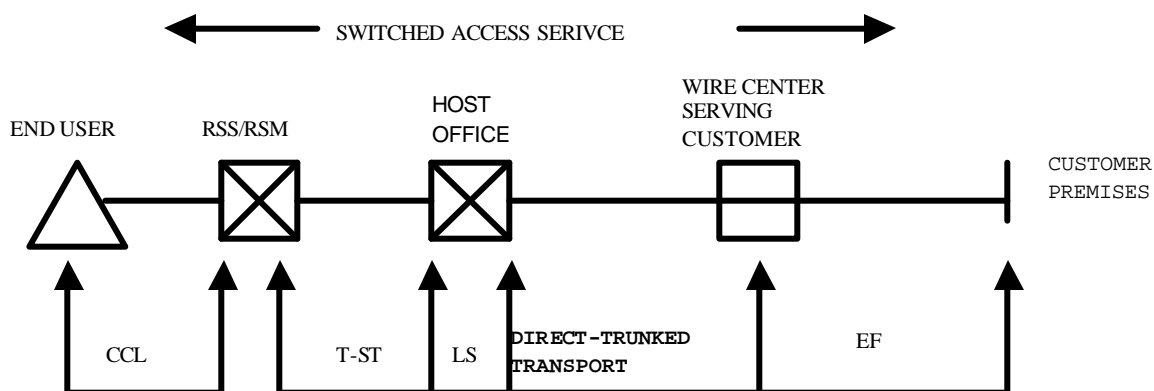 SWITCHED ACCESS SERIVCE
END USER
RSS/RSM
HOST
OFFICE
WIRE CENTER
SERVING
CUSTOMER
CUSTOMER
PREMISES
CCL
T-ST
LS
DIRECT-TRUNKED
TRANSPORT
EF